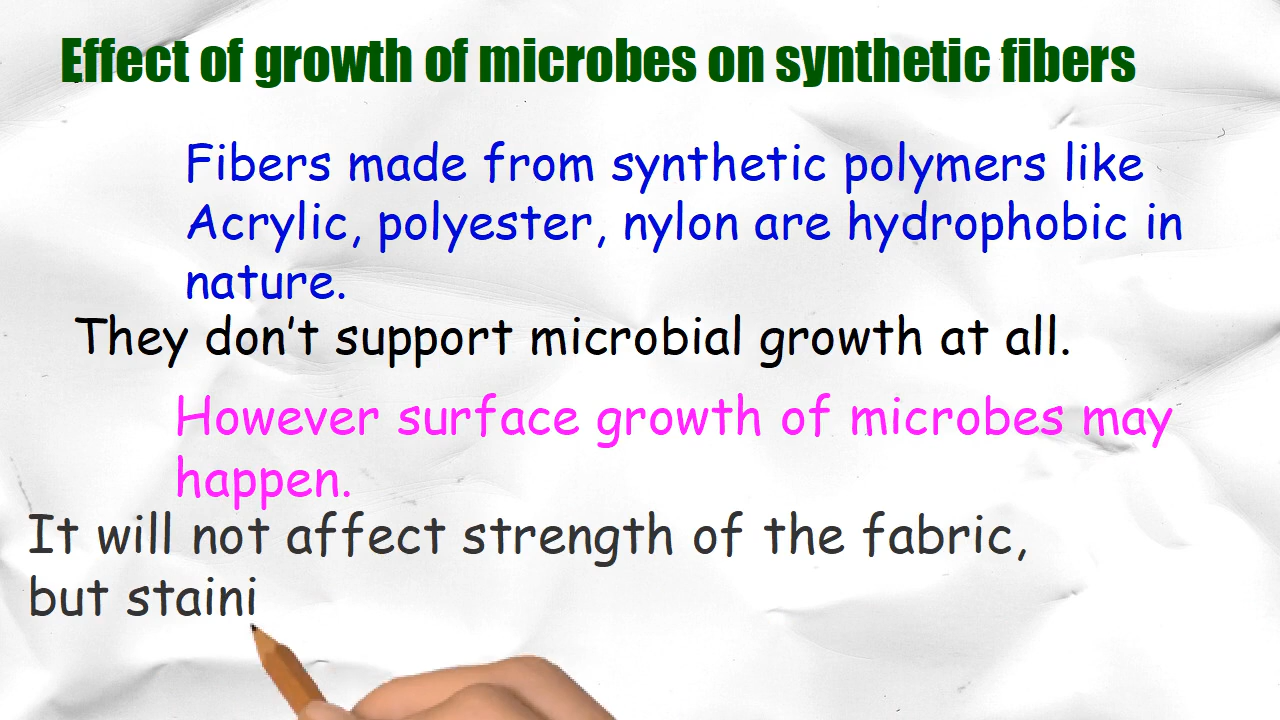 Effect of growth of microbes on synthetic fibers
Fibers made from synthetic polymers like
Acrylic, polyester, nylon are hydrophobic in
nature.
They don’t support microbial growth at all.
However surface growth of microbes may
happen.
It will not affect strength of the fabric,
but staini